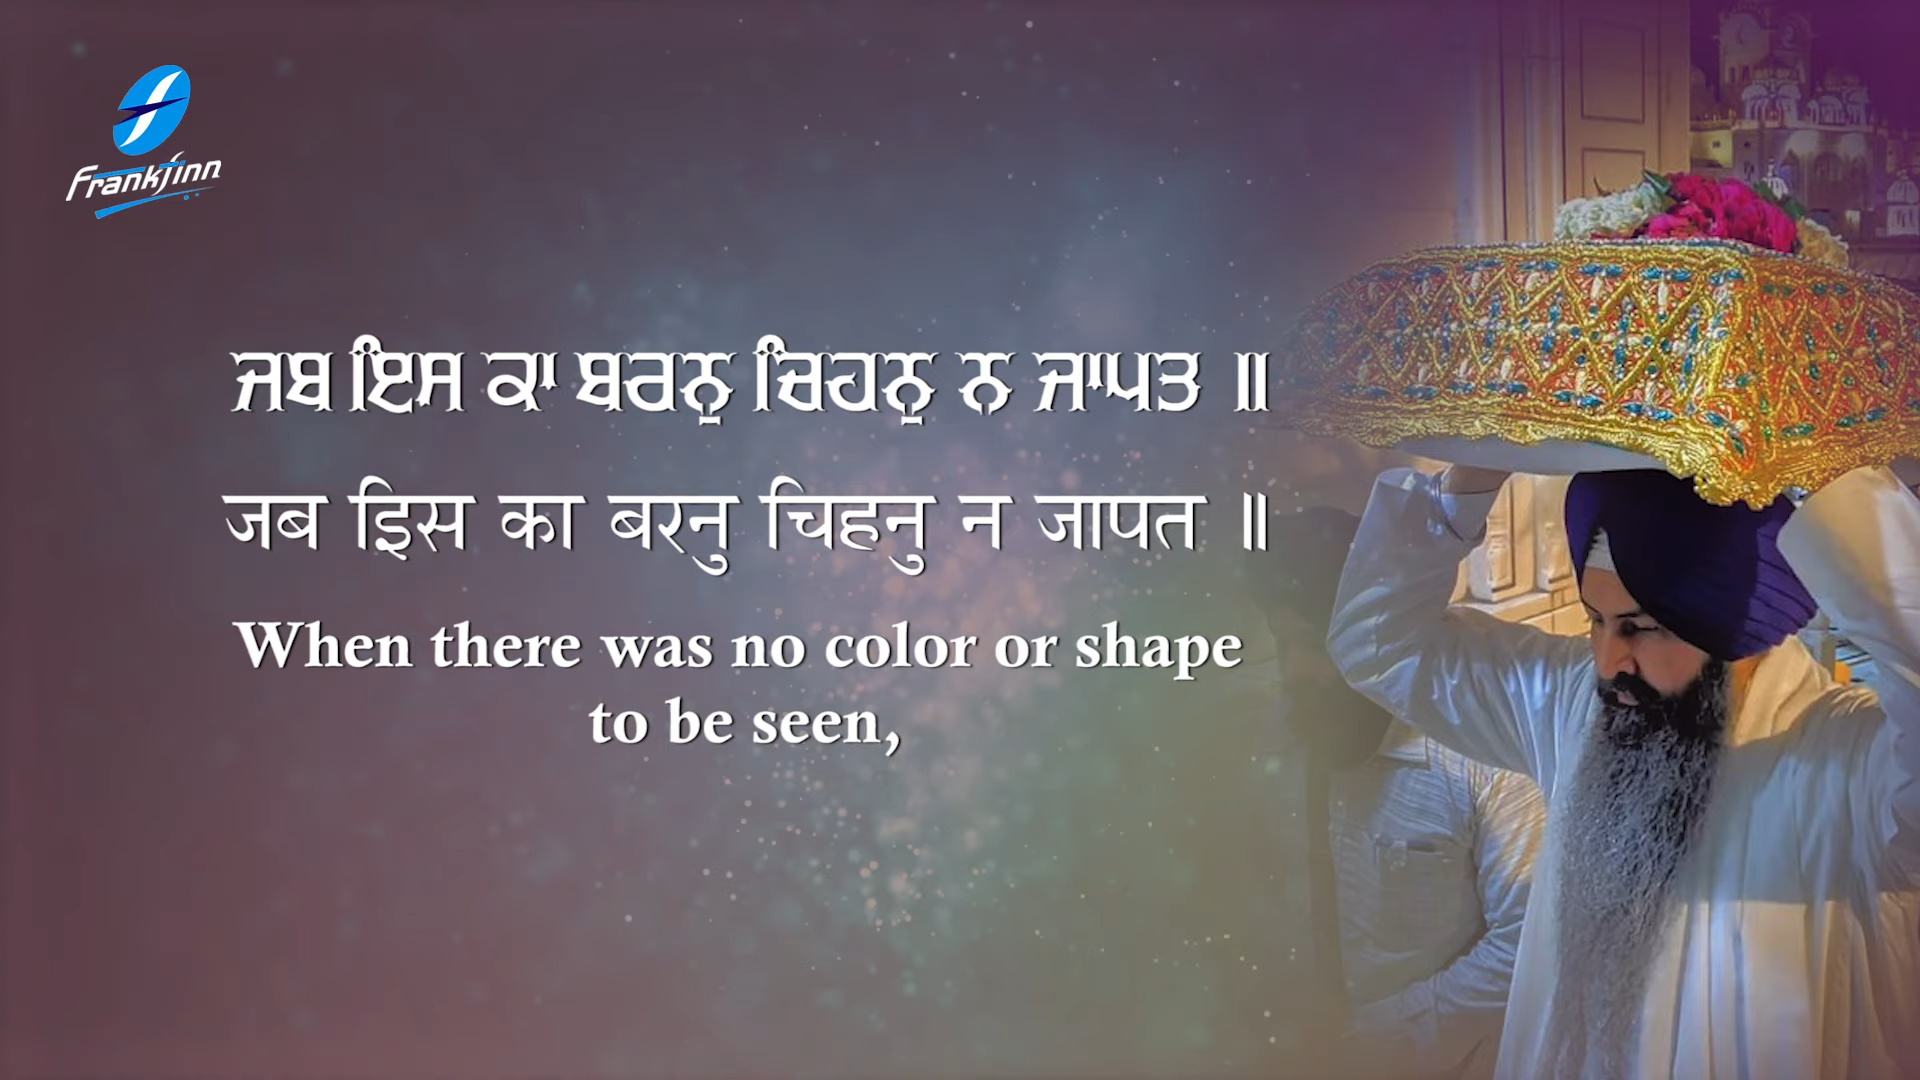 Frankfinn
ਜਬ ਇਸ ਕਾ ਬਰਨੁ ਚਿਹਨੁ ਨ ਜਾਪਤ ॥
जब इिस का बरनु चिहनु न जापत ॥
When there was no color or shape
to be seen,